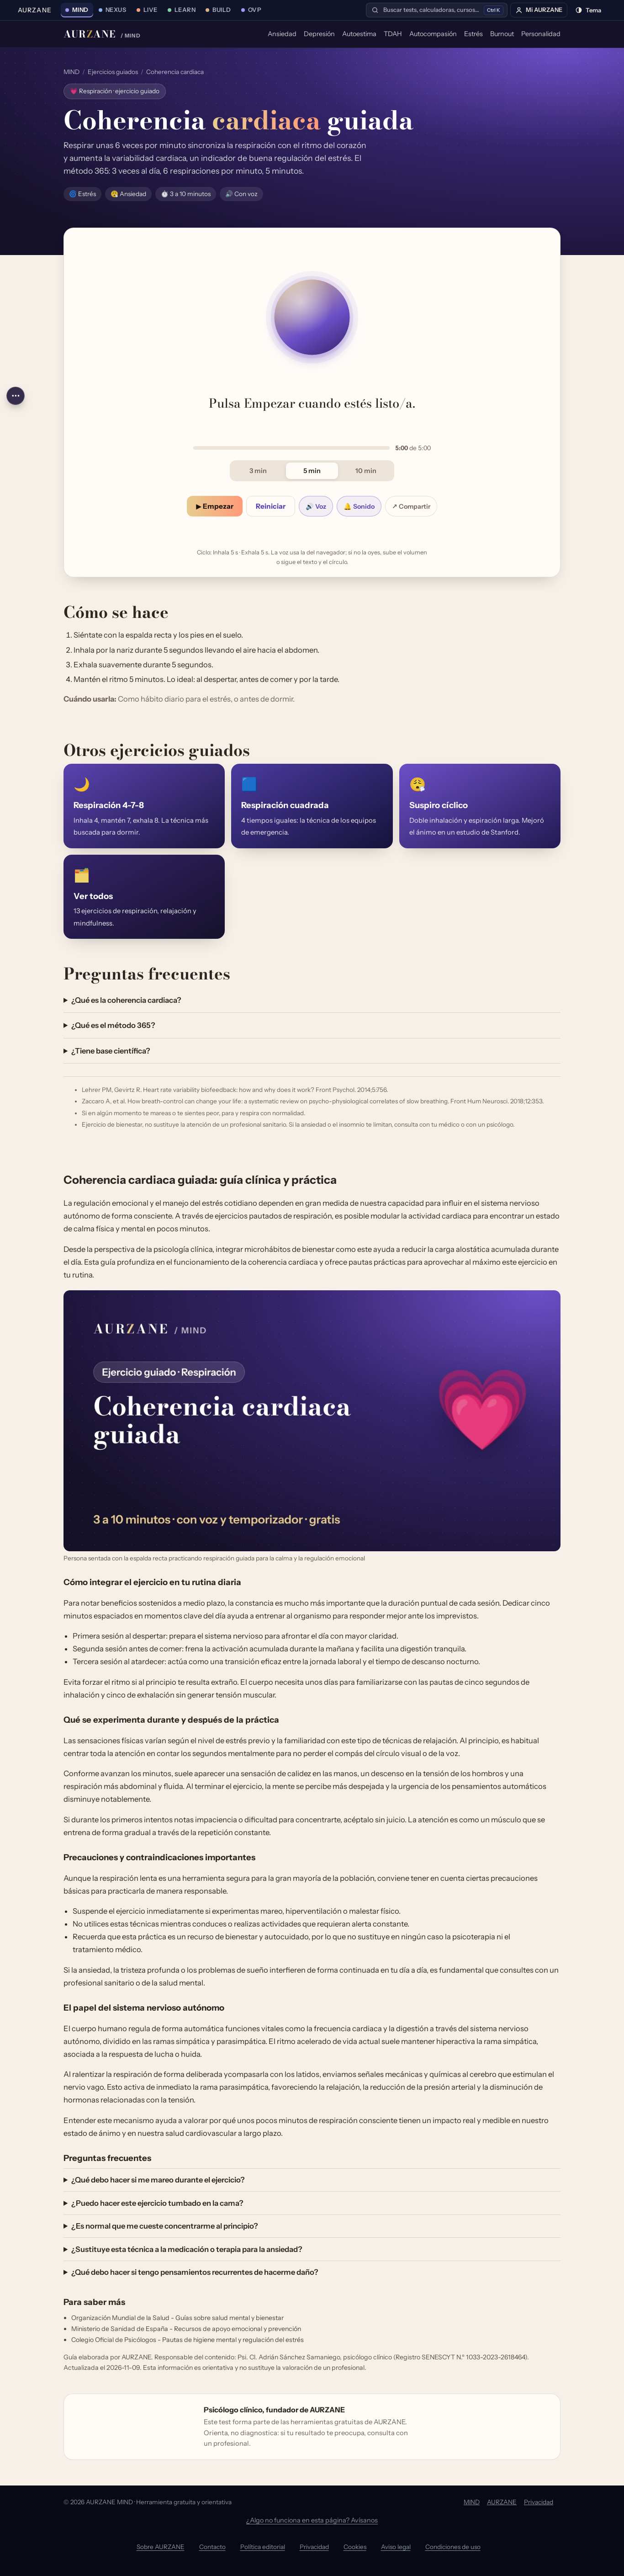 AURZANE MIND NEXUS LIVE LEARN BUILD OVP Buscar tests, calculadoras, cursos... Ctrl K Mi AURZANE Tema
AURZANE / MIND Ansiedad Depresión Autoestima TDAH Autocompasión Estrés Burnout Personalidad
MIND / Ejercicios guiados / Coherencia cardiaca
Respiración · ejercicio guiado
Coherencia cardiaca guiada
Respirar unas 6 veces por minuto sincroniza la respiración con el ritmo del corazón
y aumenta la variabilidad cardiaca, un indicador de buena regulación del estrés. El
método 365: 3 veces al día, 6 respiraciones por minuto, 5 minutos.
Estrés Ansiedad 3 a 10 minutos Con voz
Pulsa Empezar cuando estés listo/a.
5:00 de 5:00
3 min 5 min 10 min
▶ Empezar Reiniciar Voz Sonido ↗ Compartir
Ciclo: Inhala 5 s · Exhala 5 s. La voz usa la del navegador; si no la oyes, sube el volumen
o sigue el texto y el círculo.
Cómo se hace
1. Siéntate con la espalda recta y los pies en el suelo.
2. Inhala por la nariz durante 5 segundos llevando el aire hacia el abdomen.
3. Exhala suavemente durante 5 segundos.
4. Mantén el ritmo 5 minutos. Lo ideal: al despertar, antes de comer y por la tarde.
Cuándo usarla: Como hábito diario para el estrés, o antes de dormir.
Otros ejercicios guiados
Respiración 4-7-8
Inhala 4, mantén 7, exhala 8. La técnica más
buscada para dormir.
Respiración cuadrada
4 tiempos iguales: la técnica de los equipos
de emergencia.
Suspiro cíclico
Doble inhalación y espiración larga. Mejoró
el ánimo en un estudio de Stanford.
Ver todos
13 ejercicios de respiración, relajación y
mindfulness.
Preguntas frecuentes
▶ ¿Qué es la coherencia cardiaca?
▶ ¿Qué es el método 365?
▶ ¿Tiene base científica?
• Lehrer PM, Gevirtz R. Heart rate variability biofeedback: how and why does it work? Front Psychol. 2014;5:756.
• Zaccaro A, et al. How breath-control can change your life: a systematic review on psycho-physiological correlates of slow breathing. Front Hum Neurosci. 2018;12:353.
• Si en algún momento te mareas o te sientes peor, para y respira con normalidad.
• Ejercicio de bienestar, no sustituye la atención de un profesional sanitario. Si la ansiedad o el insomnio te limitan, consulta con tu médico o con un psicólogo.
Coherencia cardiaca guiada: guía clínica y práctica
La regulación emocional y el manejo del estrés cotidiano dependen en gran medida de nuestra capacidad para influir en el sistema nervioso
autónomo de forma consciente. A través de ejercicios pautados de respiración, es posible modular la actividad cardiaca para encontrar un estado
de calma física y mental en pocos minutos.
Desde la perspectiva de la psicología clínica, integrar microhábitos de bienestar como este ayuda a reducir la carga alostática acumulada durante
el día. Esta guía profundiza en el funcionamiento de la coherencia cardiaca y ofrece pautas prácticas para aprovechar al máximo este ejercicio en
tu rutina.
AURZANE / MIND
Ejercicio guiado · Respiración
Coherencia cardiaca
guiada
3 a 10 minutos · con voz y temporizador · gratis
Persona sentada con la espalda recta practicando respiración guiada para la calma y la regulación emocional
Cómo integrar el ejercicio en tu rutina diaria
Para notar beneficios sostenidos a medio plazo, la constancia es mucho más importante que la duración puntual de cada sesión. Dedicar cinco
minutos espaciados en momentos clave del día ayuda a entrenar al organismo para responder mejor ante los imprevistos.
• Primera sesión al despertar: prepara el sistema nervioso para afrontar el día con mayor claridad.
• Segunda sesión antes de comer: frena la activación acumulada durante la mañana y facilita una digestión tranquila.
• Tercera sesión al atardecer: actúa como una transición eficaz entre la jornada laboral y el tiempo de descanso nocturno.
Evita forzar el ritmo si al principio te resulta extraño. El cuerpo necesita unos días para familiarizarse con las pautas de cinco segundos de
inhalación y cinco de exhalación sin generar tensión muscular.
Qué se experimenta durante y después de la práctica
Las sensaciones físicas varían según el nivel de estrés previo y la familiaridad con este tipo de técnicas de relajación. Al principio, es habitual
centrar toda la atención en contar los segundos mentalmente para no perder el compás del círculo visual o de la voz.
Conforme avanzan los minutos, suele aparecer una sensación de calidez en las manos, un descenso en la tensión de los hombros y una
respiración más abdominal y fluida. Al terminar el ejercicio, la mente se percibe más despejada y la urgencia de los pensamientos automáticos
disminuye notablemente.
Si durante los primeros intentos notas impaciencia o dificultad para concentrarte, acéptalo sin juicio. La atención es como un músculo que se
entrena de forma gradual a través de la repetición constante.
Precauciones y contraindicaciones importantes
Aunque la respiración lenta es una herramienta segura para la gran mayoría de la población, conviene tener en cuenta ciertas precauciones
básicas para practicarla de manera responsable.
• Suspende el ejercicio inmediatamente si experimentas mareo, hiperventilación o malestar físico.
• No utilices estas técnicas mientras conduces o realizas actividades que requieran alerta constante.
• Recuerda que esta práctica es un recurso de bienestar y autocuidado, por lo que no sustituye en ningún caso la psicoterapia ni el
tratamiento médico.
Si la ansiedad, la tristeza profunda o los problemas de sueño interfieren de forma continuada en tu día a día, es fundamental que consultes con un
profesional sanitario o de la salud mental.
El papel del sistema nervioso autónomo
El cuerpo humano regula de forma automática funciones vitales como la frecuencia cardiaca y la digestión a través del sistema nervioso
autónomo, dividido en las ramas simpática y parasimpática. El ritmo acelerado de vida actual suele mantener hiperactiva la rama simpática,
asociada a la respuesta de lucha o huida.
Al ralentizar la respiración de forma deliberada ycompasarla con los latidos, enviamos señales mecánicas y químicas al cerebro que estimulan el
nervio vago. Esto activa de inmediato la rama parasimpática, favoreciendo la relajación, la reducción de la presión arterial y la disminución de
hormonas relacionadas con la tensión.
Entender este mecanismo ayuda a valorar por qué unos pocos minutos de respiración consciente tienen un impacto real y medible en nuestro
estado de ánimo y en nuestra salud cardiovascular a largo plazo.
Preguntas frecuentes
▶ ¿Qué debo hacer si me mareo durante el ejercicio?
▶ ¿Puedo hacer este ejercicio tumbado en la cama?
▶ ¿Es normal que me cueste concentrarme al principio?
▶ ¿Sustituye esta técnica a la medicación o terapia para la ansiedad?
▶ ¿Qué debo hacer si tengo pensamientos recurrentes de hacerme daño?
Para saber más
• Organización Mundial de la Salud – Guías sobre salud mental y bienestar
• Ministerio de Sanidad de España – Recursos de apoyo emocional y prevención
• Colegio Oficial de Psicólogos – Pautas de higiene mental y regulación del estrés
Guía elaborada por AURZANE. Responsable del contenido: Psi. Cl. Adrián Sánchez Samaniego, psicólogo clínico (Registro SENESCYT N.º 1033-2023-2618464).
Actualizada el 2026-11-09. Esta información es orientativa y no sustituye la valoración de un profesional.
Psicólogo clínico, fundador de AURZANE
Este test forma parte de las herramientas gratuitas de AURZANE.
Orienta, no diagnostica: si tu resultado te preocupa, consulta con
un profesional.
© 2026 AURZANE MIND · Herramienta gratuita y orientativa MIND AURZANE Privacidad
¿Algo no funciona en esta página? Avísanos
Sobre AURZANE Contacto Política editorial Privacidad Cookies Aviso legal Condiciones de uso